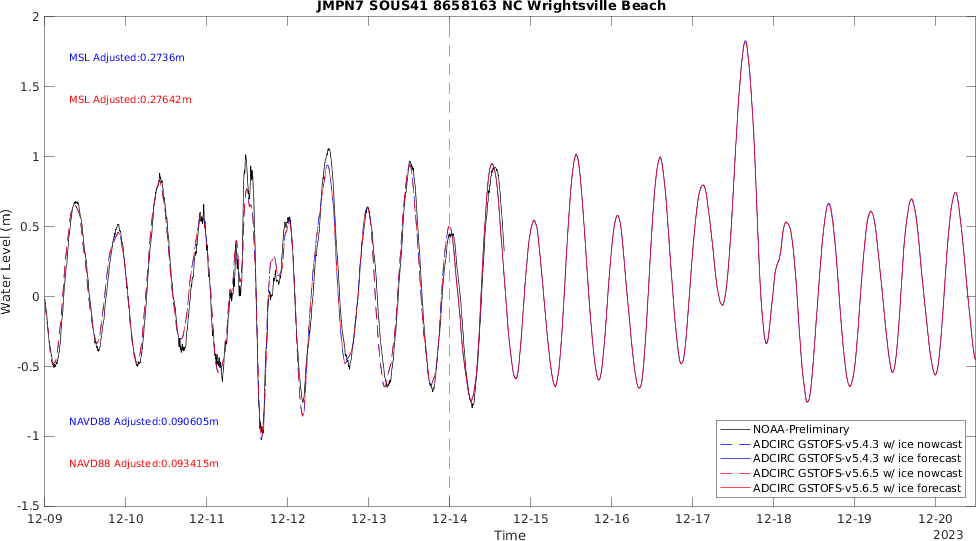 JMPN7 SOUS41 8658163 NC Wrightsville Beach
2
1.5
1
0.5
0
-0.5
-1
-1.5
Water Level (m)
MSL Adjusted:0.2736m
MSL Adjusted:0.27642m
NAVD88 Adjusted:0.090605m
NAVD88 Adjusted:0.093415m
NOAA-Preliminary
ADCIRC GSTOFS-v5.4.3 w/ ice nowcast
ADCIRC GSTOFS-v5.4.3 w/ ice forecast
ADCIRC GSTOFS-v5.6.5 w/ ice nowcast
ADCIRC GSTOFS-v5.6.5 w/ ice forecast
12-09 12-10 12-11 12-12 12-13 12-14 12-15 12-16 12-17 12-18 12-19 12-20
Time
2023